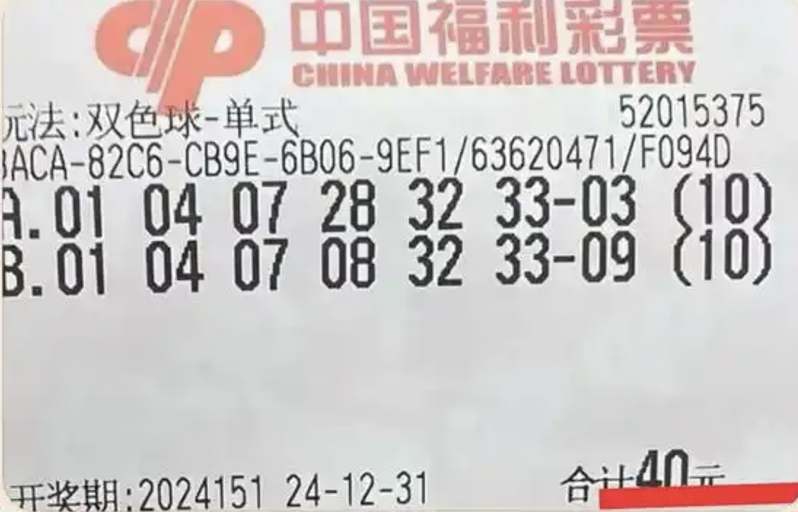 中国福利彩票
CHINA WELFARE LOTTERY
玩法:双色球-单式 52015375
BACA-82C6-CB9E-6B06-9EF1/63620471/F094D
A.01 04 07 28 32 33-03 (10)
B.01 04 07 08 32 33-09 (10)
开奖期:2024151 24-12-31 合计40元